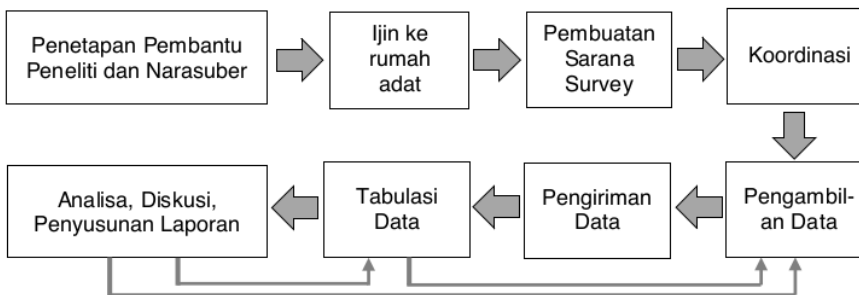 Penetapan Pembantu
Peneliti dan Narasuber
Ijin ke
rumah
adat
Pembuatan
Sarana
Survey
Koordinasi
Analisa, Diskusi,
Penyusunan Laporan
Tabulasi
Data
Pengiriman
Data
Pengambil-
an Data